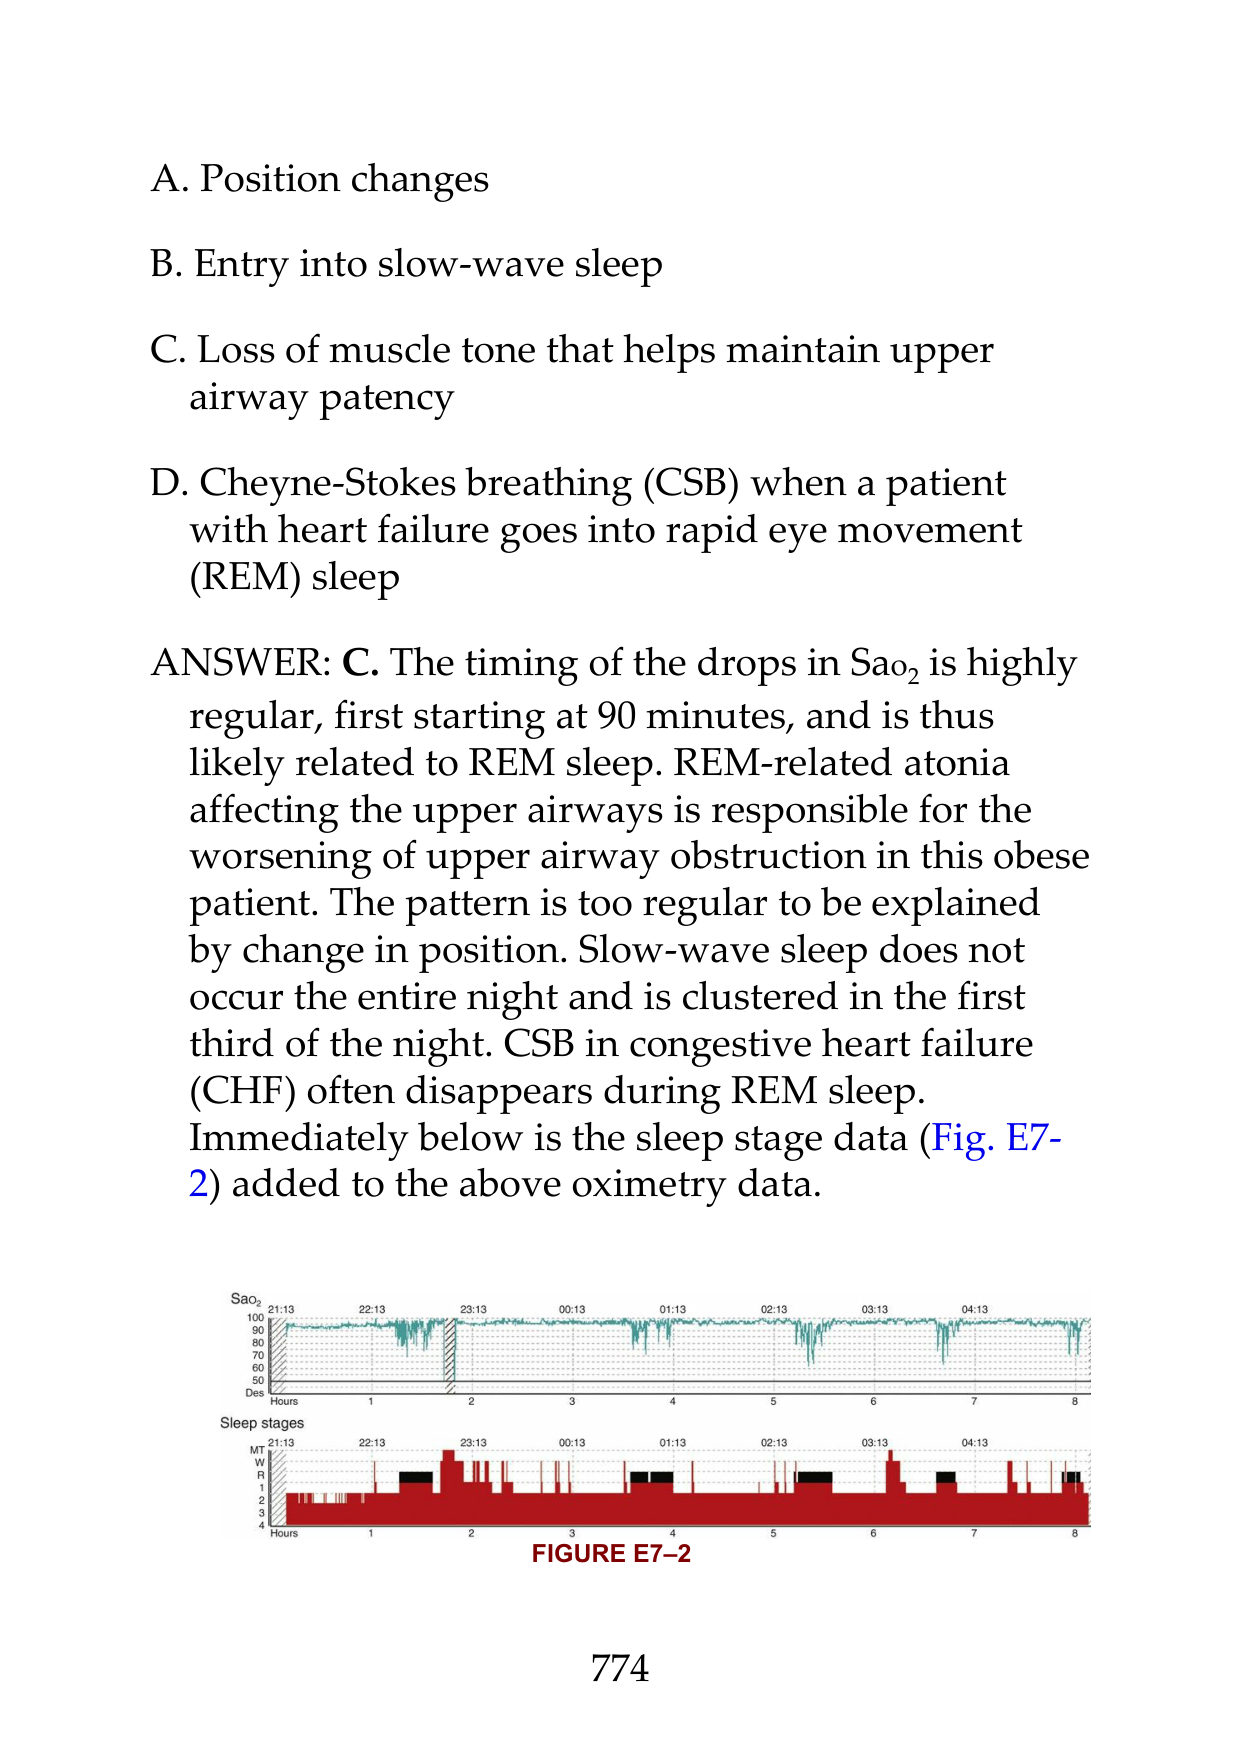 A. Position changes
B. Entry into slow-wave sleep
C. Loss of muscle tone that helps maintain upper
airway patency
D. Cheyne-Stokes breathing (CSB) when a patient
with heart failure goes into rapid eye movement
(REM) sleep
ANSWER: C. The timing of the drops in Sao2 is highly
regular, first starting at 90 minutes, and is thus
likely related to REM sleep. REM-related atonia
affecting the upper airways is responsible for the
worsening of upper airway obstruction in this obese
patient. The pattern is too regular to be explained
by change in position. Slow-wave sleep does not
occur the entire night and is clustered in the first
third of the night. CSB in congestive heart failure
(CHF) often disappears during REM sleep.
Immediately below is the sleep stage data (Fig. E7-
2) added to the above oximetry data.
Sao2
21:13 22:13 23:13 00:13 01:13 02:13 03:13 04:13
100
90
80
70
60
50
Des
Hours 1 2 3 4 5 6 7 8
Sleep stages
21:13 22:13 23:13 00:13 01:13 02:13 03:13 04:13
MT
W
R
1
2
3
4
Hours 1 2 3 4 5 6 7 8
FIGURE E7–2
774